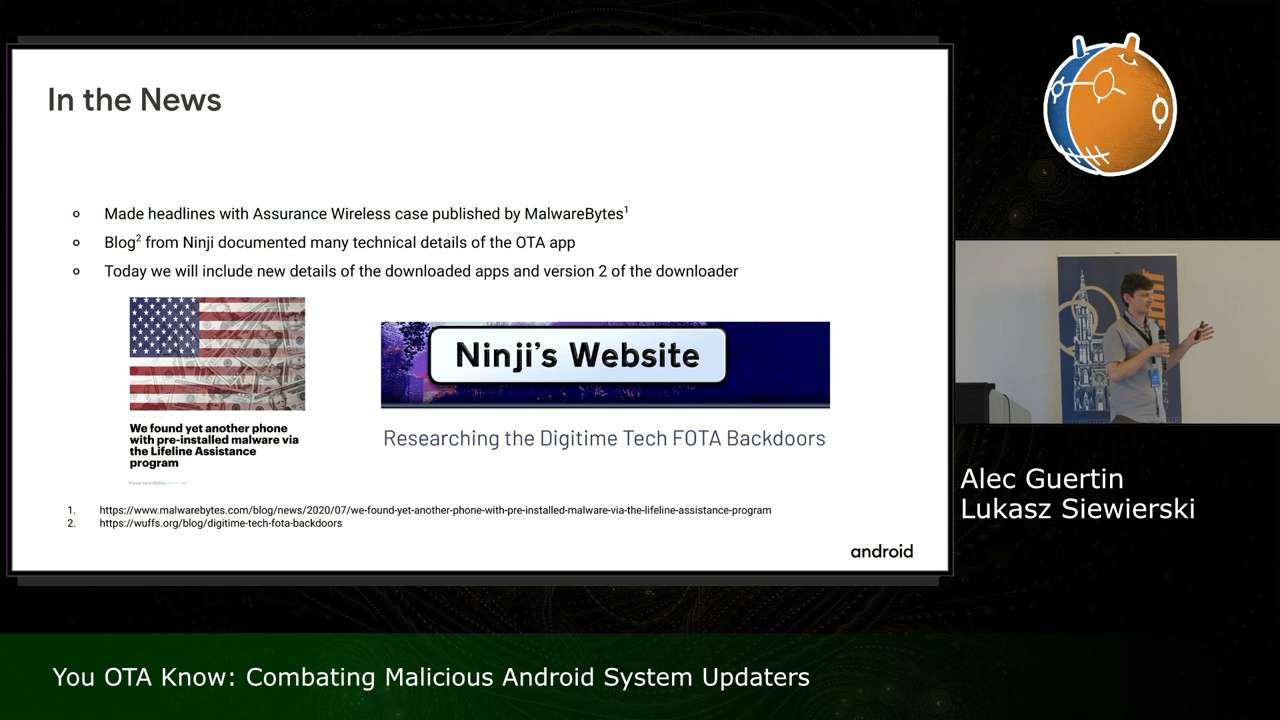 In the News
Made headlines with Assurance Wireless case published by MalwareBytes1
Blog2 from Ninji documented many technical details of the OTA app
Today we will include new details of the downloaded apps and version 2 of the downloader
Ninji's Website
We found yet another phone
with pre-installed malware via
the Lifeline Assistance
program
Researching the Digitime Tech FOTA Backdoors
1. https://www.malwarebytes.com/blog/news/2020/07/we-found-yet-another-phone-with-pre-installed-malware-via-the-lifeline-assistance-program
2. https://wuffs.org/blog/digitime-tech-fota-backdoors
android
Alec Guertin
Lukasz Siewierski
You OTA Know: Combating Malicious Android System Updaters